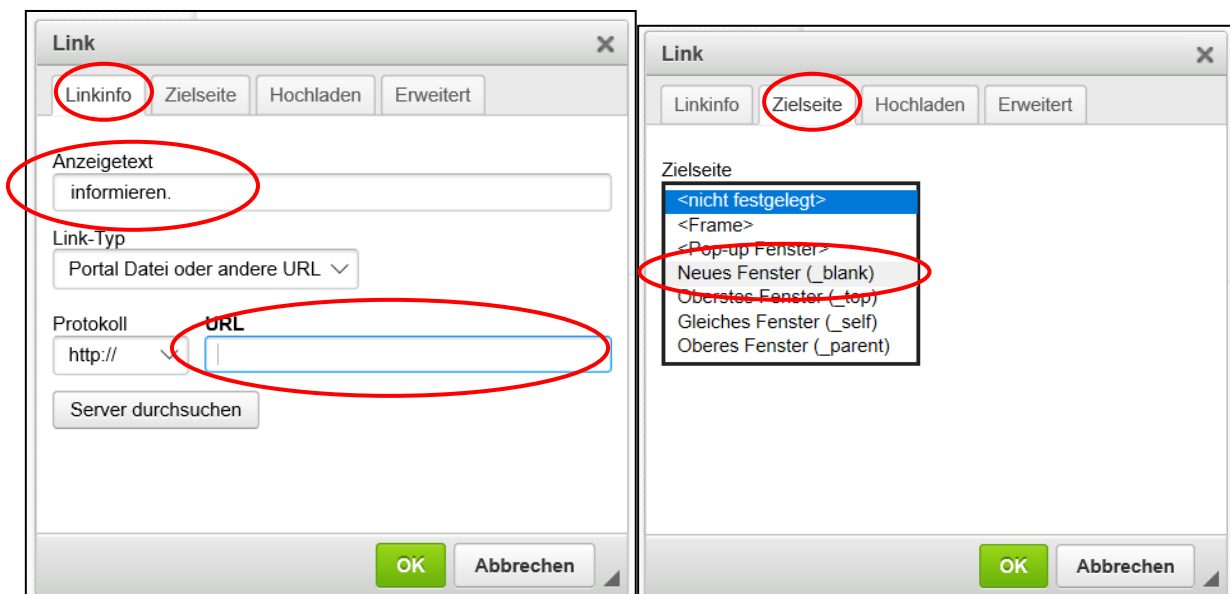 Link
Linkinfo Zielseite Hochladen Erweitert
Anzeigetext
informieren.
Link-Typ
Portal Datei oder andere URL
Protokoll URL
http://
Server durchsuchen
OK Abbrechen
Link
Linkinfo Zielseite Hochladen Erweitert
Zielseite
<nicht festgelegt>
<Frame>
<Pop-up Fenster>
Neues Fenster (_blank)
Oberstes Fenster (_top)
Gleiches Fenster (_self)
Oberes Fenster (_parent)
OK Abbrechen